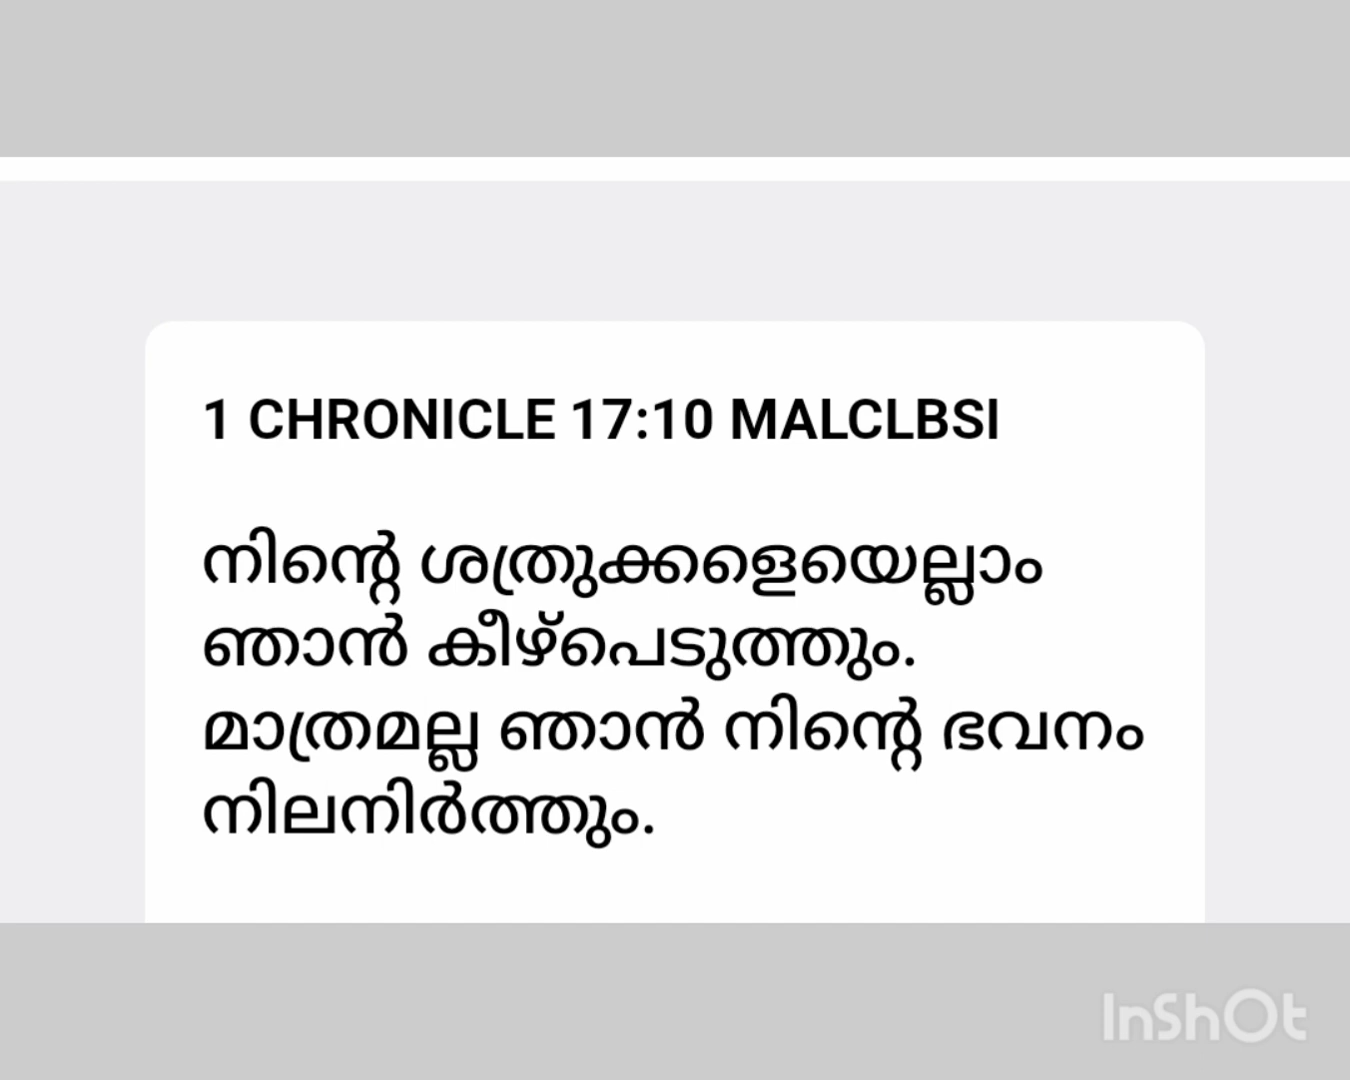 1 CHRONICLE 17:10 MALCLBSI
നിന്റെ ശത്രുക്കളെയെല്ലാം
ഞാൻ കീഴ്പെടുത്തും.
മാത്രമല്ല ഞാൻ നിന്റെ ഭവനം
നിലനിർത്തും.
InShOt